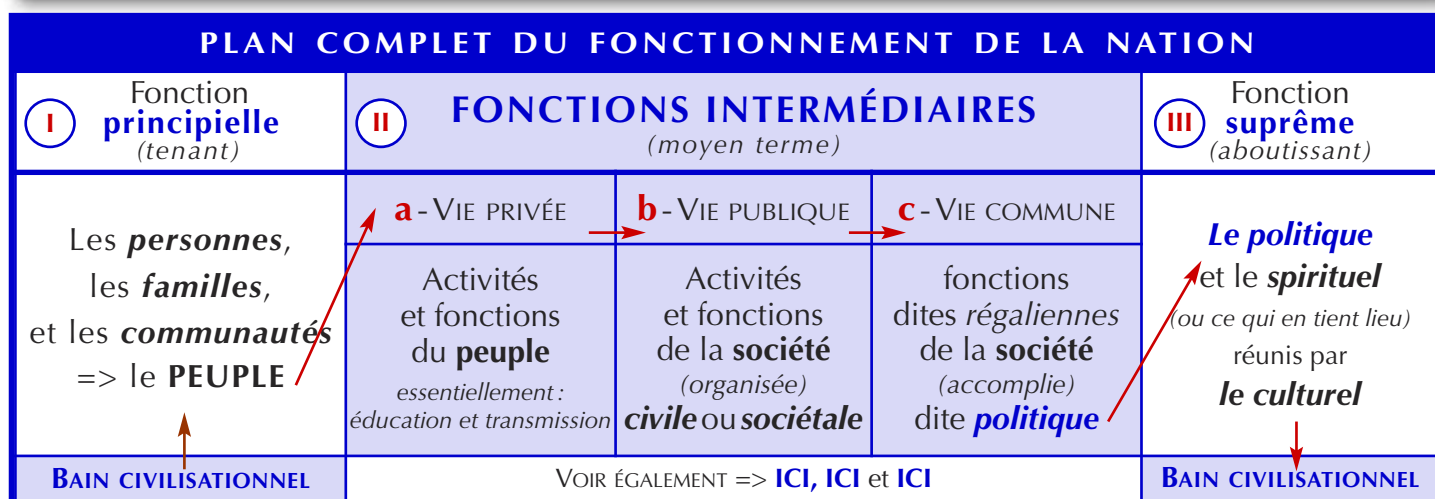 PLAN COMPLET DU FONCTIONNEMENT DE LA NATION
I
Fonction
principielle
(tenant)
II
FONCTIONS INTERMÉDIAIRES
(moyen terme)
III
Fonction
suprême
(aboutissant)
Les personnes,
les familles,
et les communautés
=> le PEUPLE
a - VIE PRIVÉE
Activités
et fonctions
du peuple
essentiellement :
éducation et transmission
b - VIE PUBLIQUE
Activités
et fonctions
de la société
(organisée)
civile ou sociétale
c - VIE COMMUNE
fonctions
dites régaliennes
de la société
(accomplie)
dite politique
Le politique
et le spirituel
(ou ce qui en tient lieu)
réunis par
le culturel
BAIN CIVILISATIONNEL
VOIR ÉGALEMENT => ICI, ICI et ICI
BAIN CIVILISATIONNEL